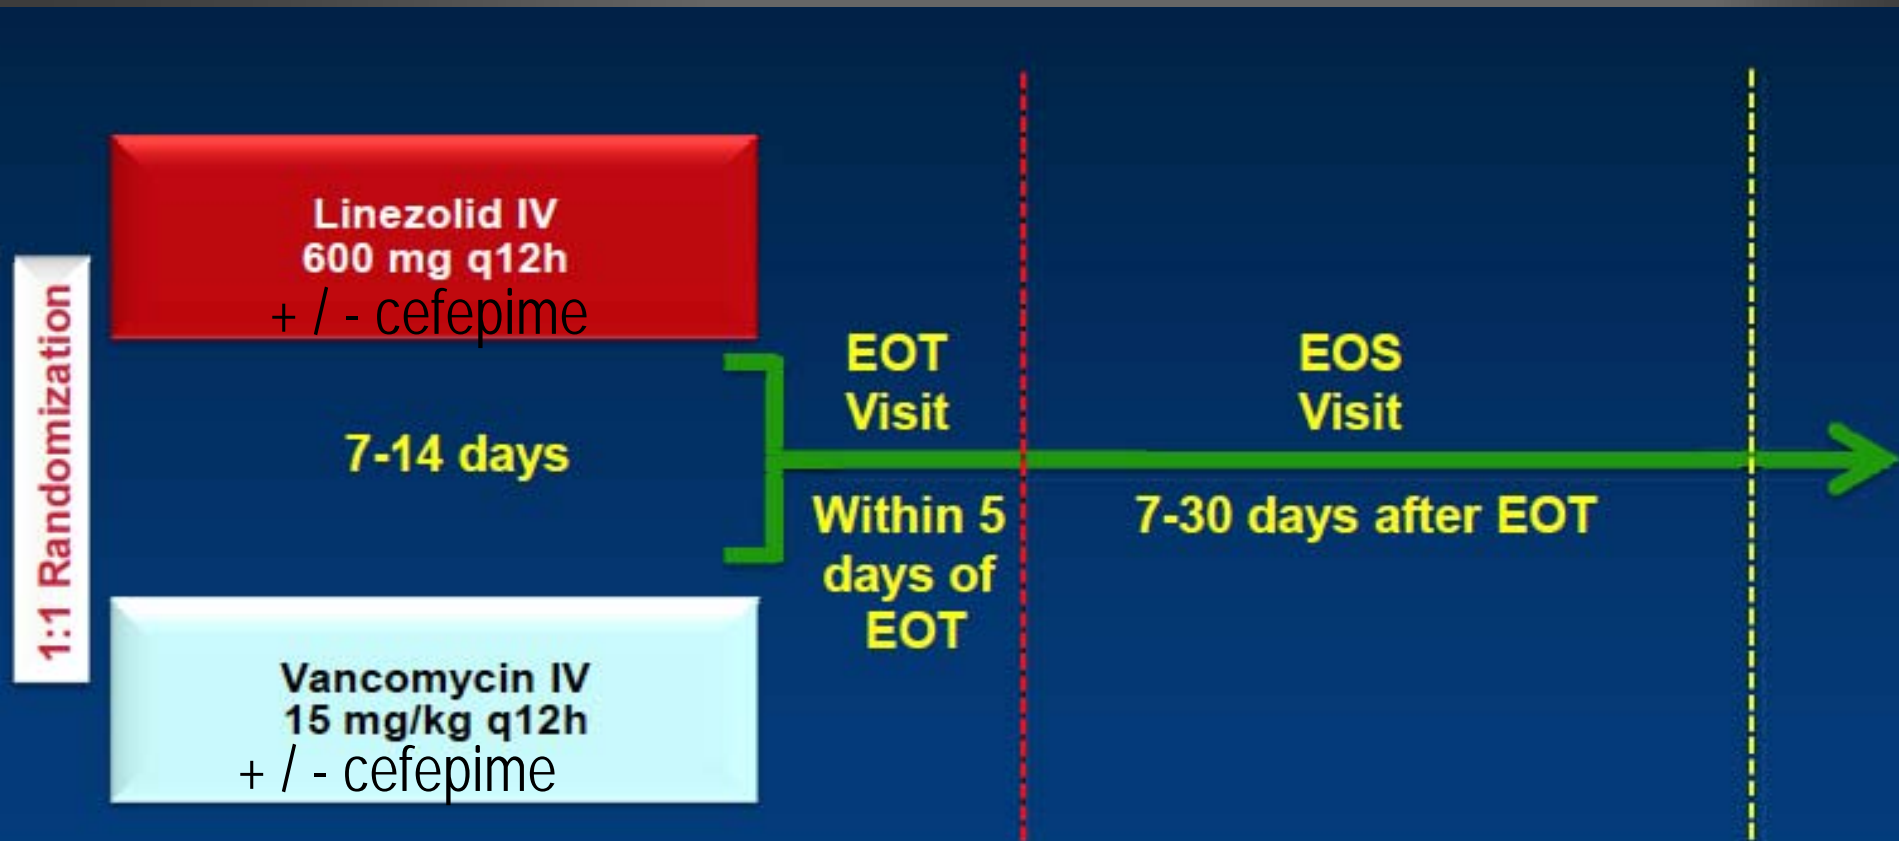 1:1 Randomization
Linezolid IV
600 mg q12h
+ / - cefepime
7-14 days
Vancomycin IV
15 mg/kg q12h
+ / - cefepime
EOT
Visit
Within 5
days of
EOT
EOS
Visit
7-30 days after EOT